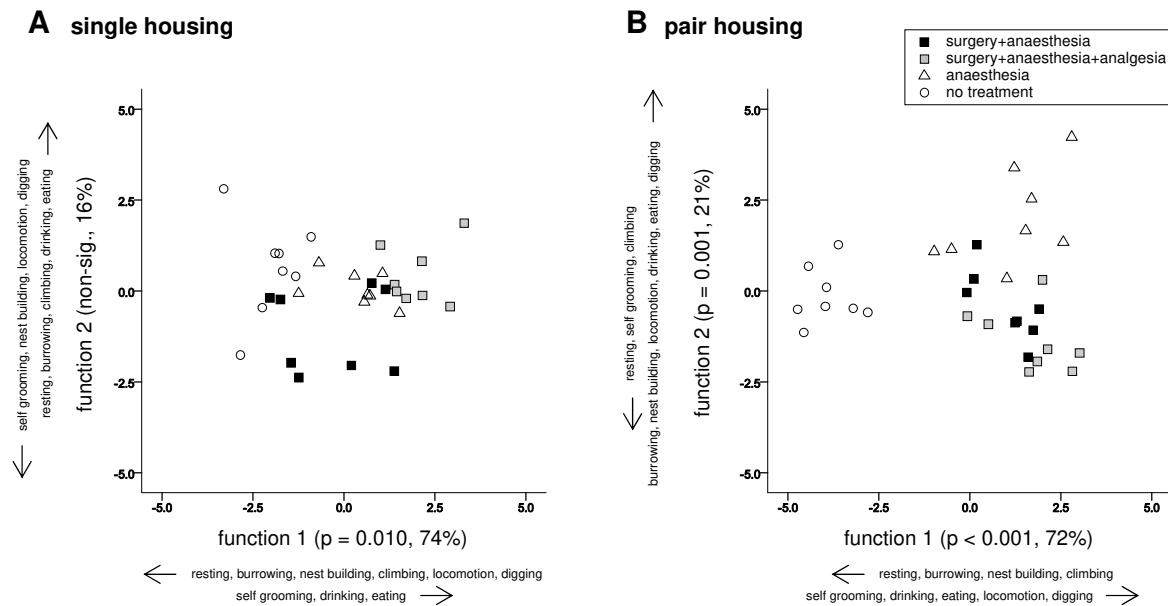 A single housing
B pair housing
surgery+anaesthesia
surgery+anaesthesia+analgesia
anaesthesia
no treatment
self grooming, nest building, locomotion, digging
resting, burrowing, climbing, drinking, eating
function 2 (non-sig., 16%)
5.0
2.5
0.0
-2.5
-5.0
-5.0
-2.5
0.0
2.5
5.0
function 1 (p = 0.010, 74%)
resting, burrowing, nest building, climbing, locomotion, digging
self grooming, drinking, eating
resting, self grooming, climbing
burrowing, nest building, locomotion, drinking, eating, digging
function 2 (p = 0.001, 21%)
5.0
2.5
0.0
-2.5
-5.0
-5.0
-2.5
0.0
2.5
5.0
function 1 (p < 0.001, 72%)
resting, burrowing, nest building, climbing
self grooming, drinking, eating, locomotion, digging